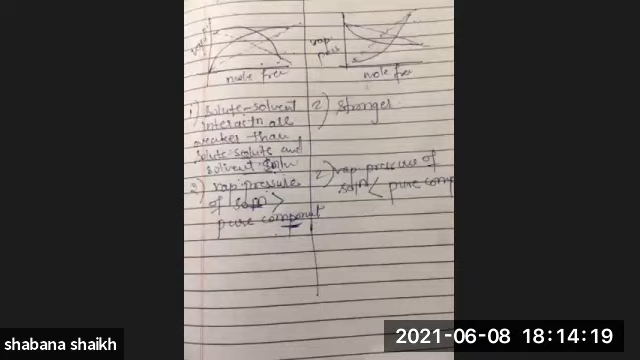 vap
mole frac
vap
press
mole frac
1) solute-solvent
interactn are
weaker than
solute-solute and
solvent solu
2) vap pressure
of soln >
pure component
2) stronger
2) vap pressure of
soln < pure comp
shabana shaikh
2021-06-08 18:14:19